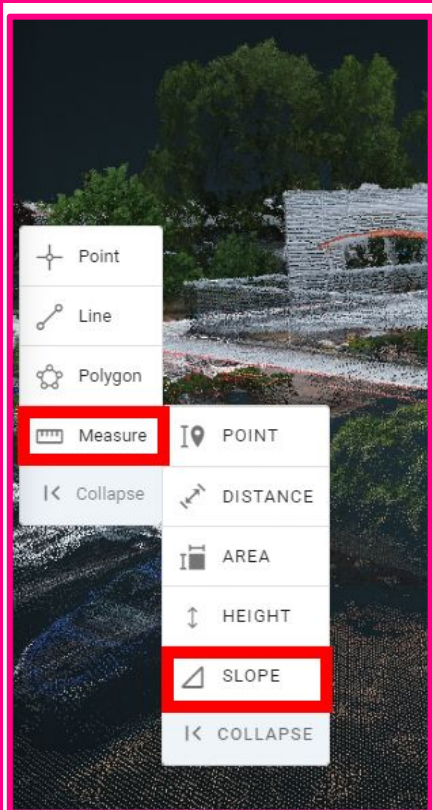 Point
Line
Polygon
Measure
Collapse
POINT
DISTANCE
AREA
HEIGHT
SLOPE
COLLAPSE